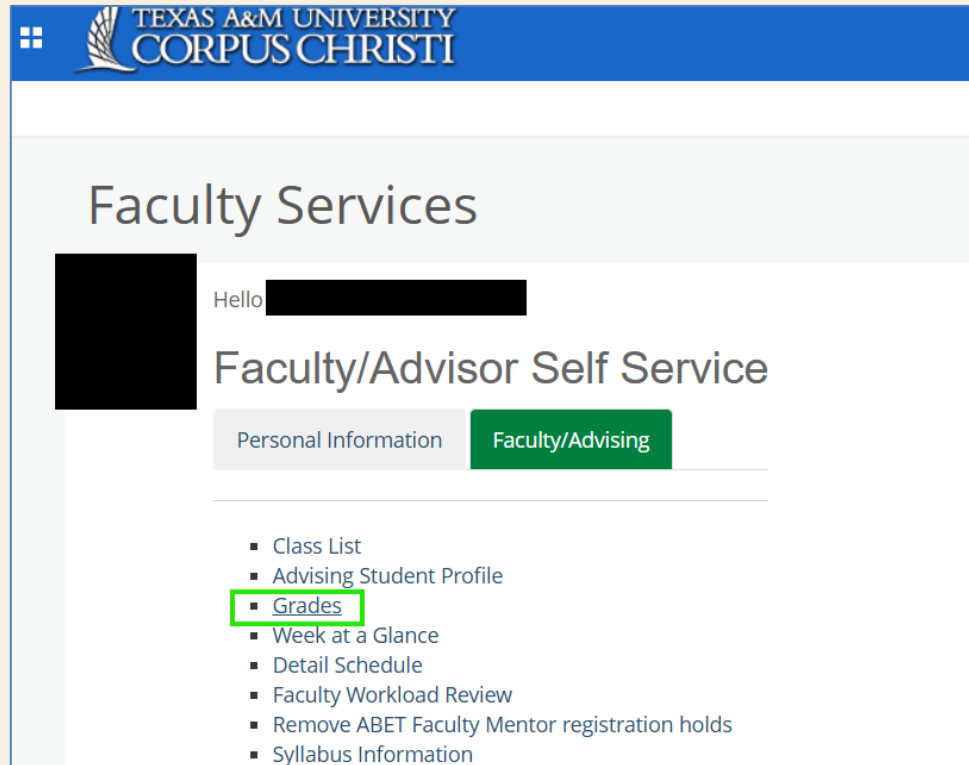 TEXAS A&M UNIVERSITY
CORPUS CHRISTI
Faculty Services
Hello
Faculty/Advisor Self Service
Personal Information
Faculty/Advising
Class List
Advising Student Profile
Grades
Week at a Glance
Detail Schedule
Faculty Workload Review
Remove ABET Faculty Mentor registration holds
Syllabus Information